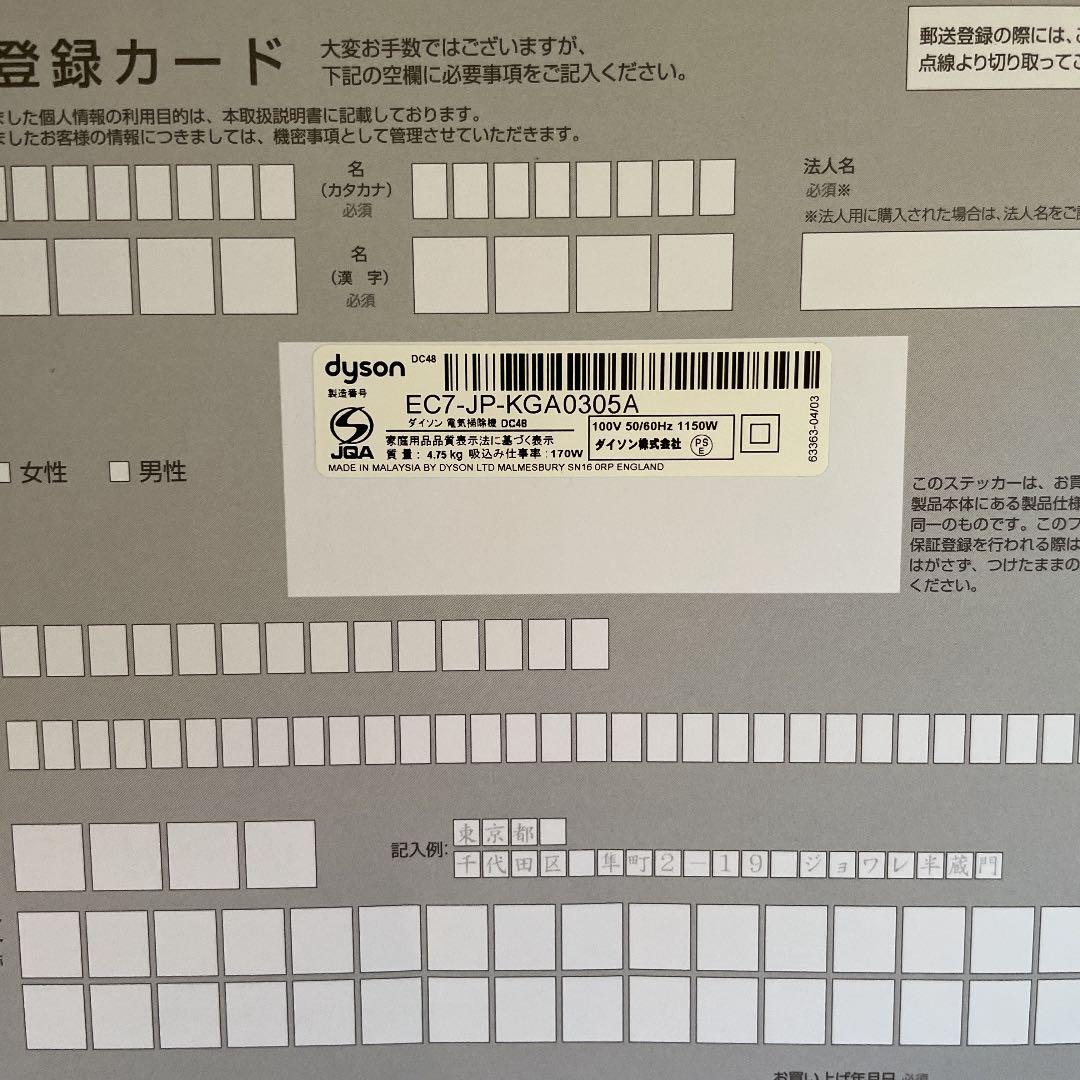 登録カード
大変お手数ではございますが、
下記の空欄に必要事項をご記入ください。
郵送登録の際には、
点線より切り取って
ました個人情報の利用目的は、本取扱説明書に記載しております。
ましたお客様の情報につきましては、機密事項として管理させていただきます。
名
(カタカナ)
必須
法人名
必須※
※法人用に購入された場合は、法人名をご
名
(漢 字)
必須
dyson DC48
製造番号
EC7-JP-KGA0305A
ダイソン 電気掃除機 DC48
JQA
家庭用品品質表示法に基づく表示
質 量： 4.75 kg 吸込み仕事率：170W
100V 50/60Hz 1150W
ダイソン株式会社
PS
E
63363-04/03
MADE IN MALAYSIA BY DYSON LTD MALMESBURY SN16 0RP ENGLAND
女性
男性
このステッカーは、お買
製品本体にある製品仕様
同一のものです。このフ
保証登録を行われる際は
はがさず、つけたままの
ください。
記入例:
東京都
千代田区 隼町2－19 ジョワレ半蔵門
お買い上げ年月日 必須